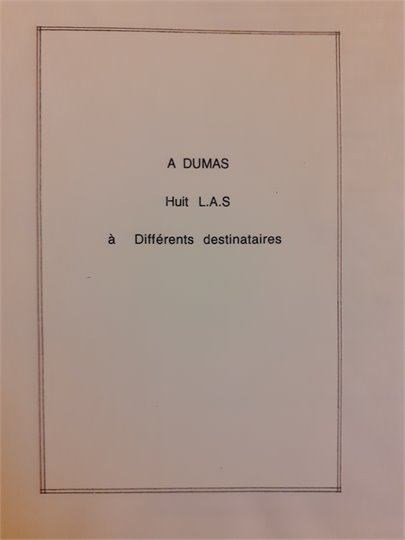 A DUMAS
Huit L.A.S
à Différents destinataires